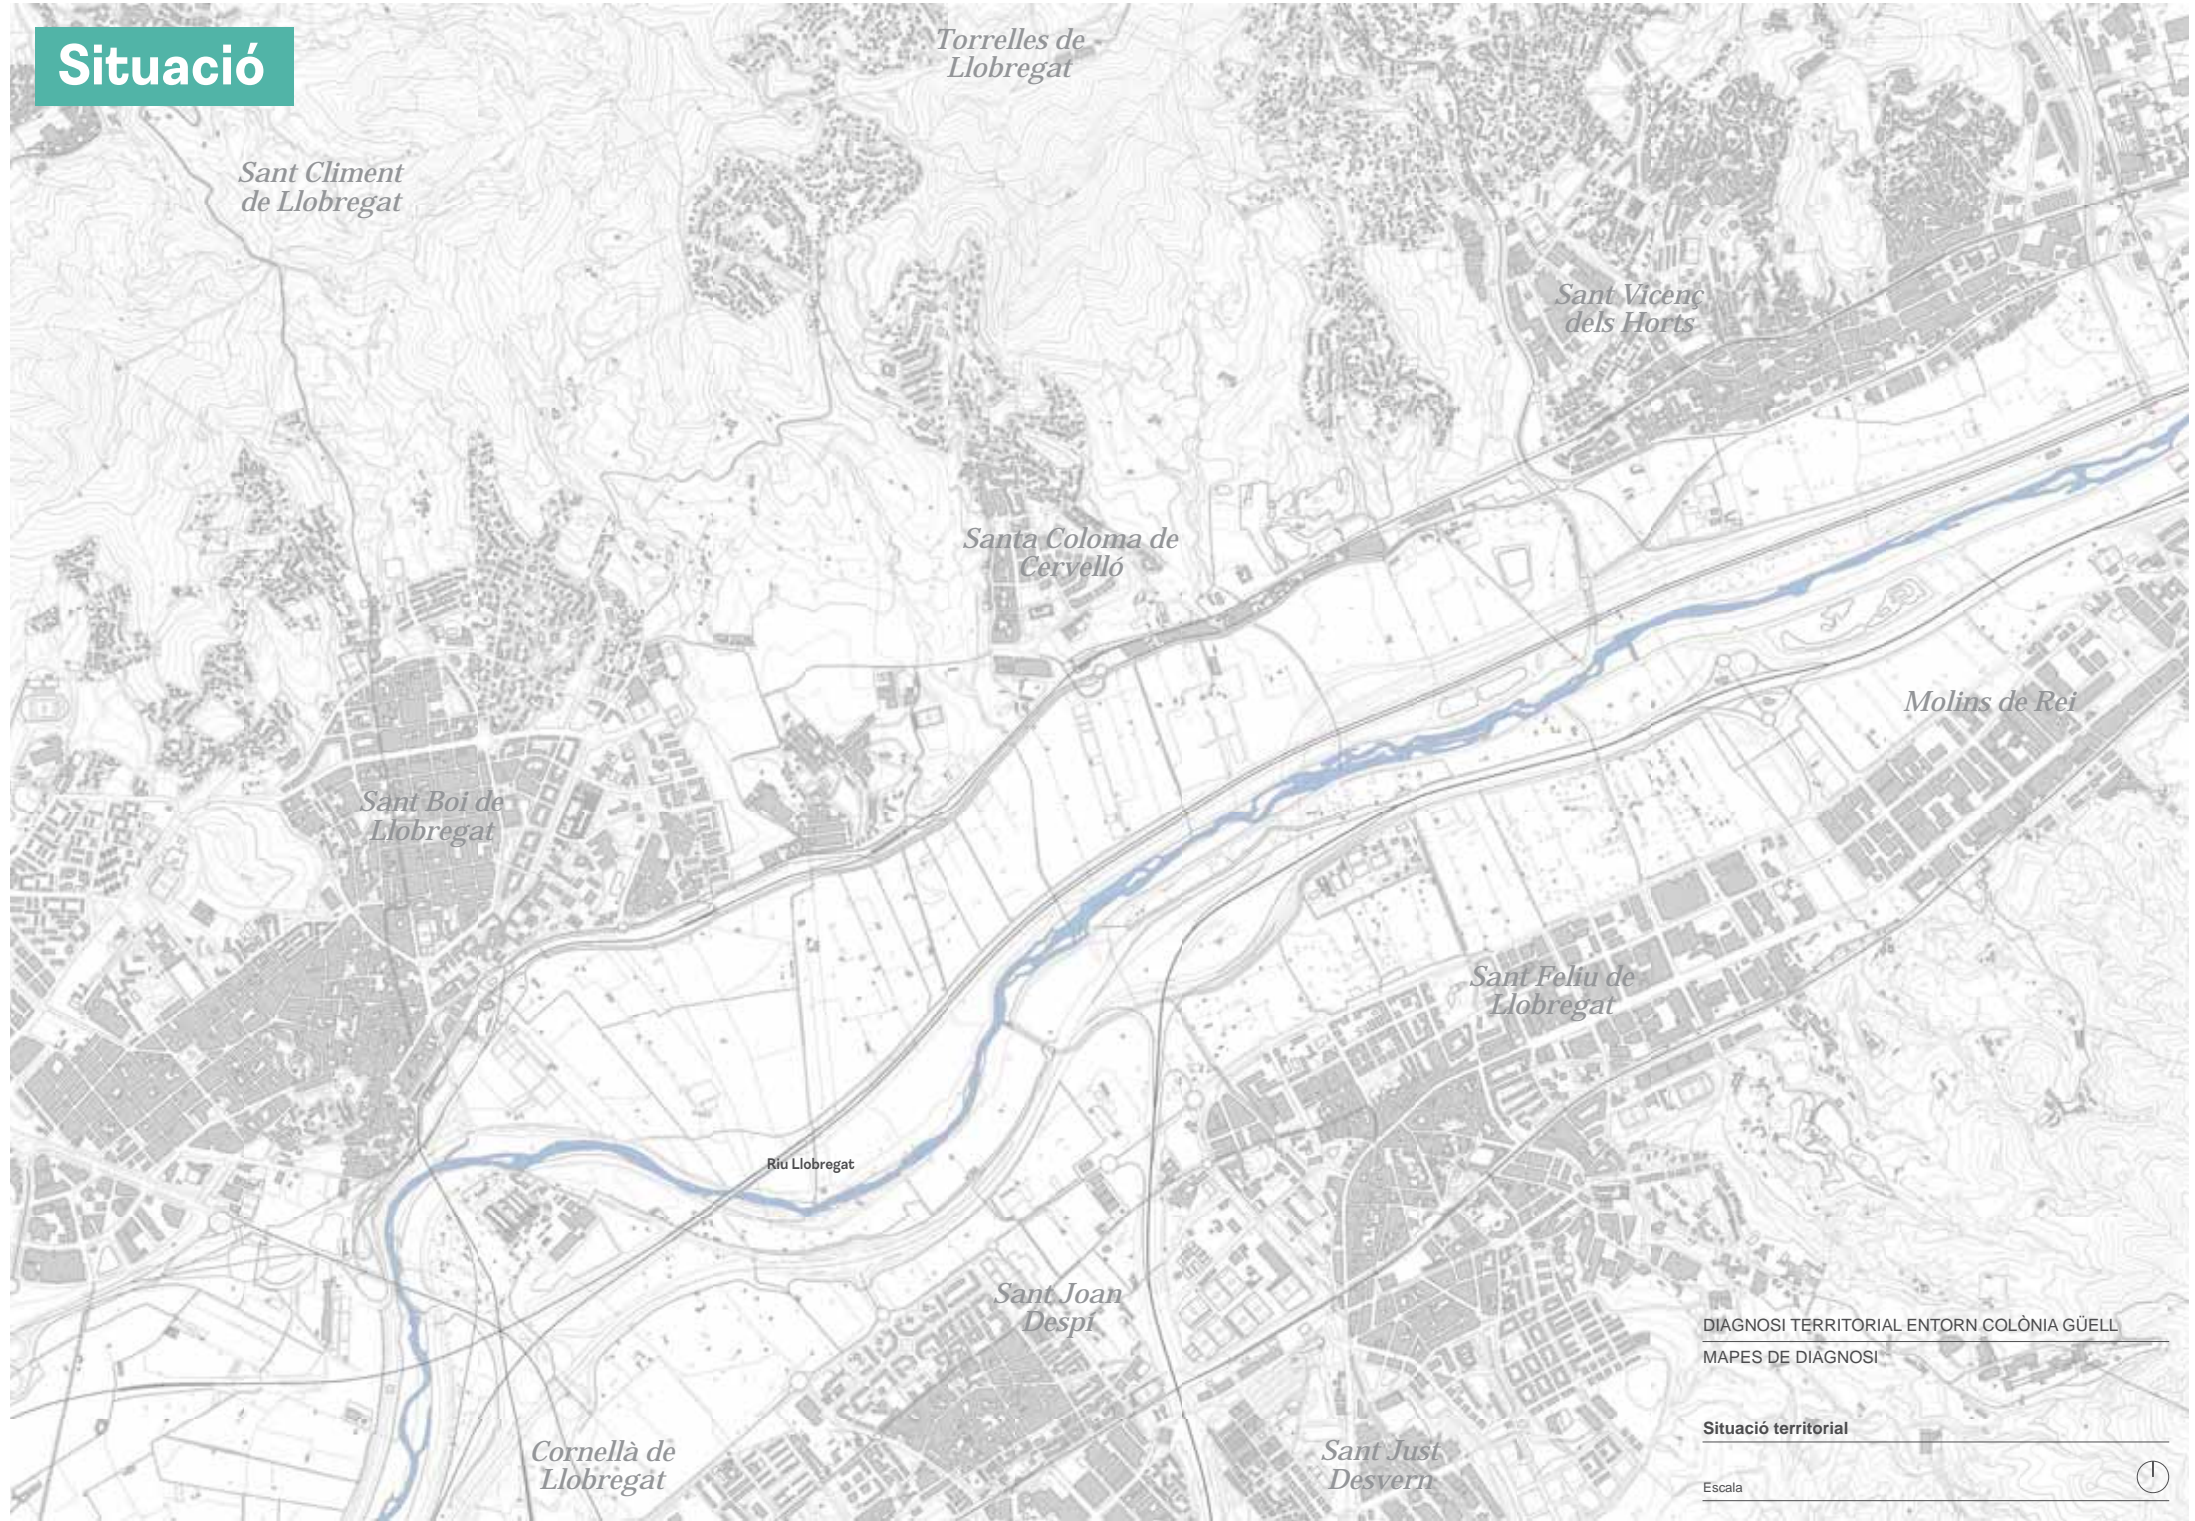 Situació
Torrelles de
Llobregat
Sant Climent
de Llobregat
Sant Vicenç
dels Horts
Santa Coloma de
Cervelló
Molins de Rei
Sant Boi de
Llobregat
Sant Feliu de
Llobregat
Riu Llobregat
Sant Joan
Despí
Cornellà de
Llobregat
Sant Just
Desvern
DIAGNOSI TERRITORIAL ENTORN COLÒNIA GÜELL
MAPES DE DIAGNOSI
Situació territorial
Escala